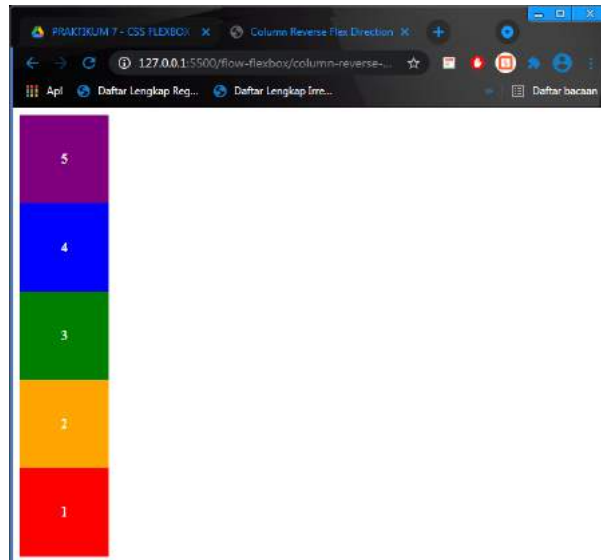 PRAKTIKUM 7 - CSS FLEXBOX
Column Reverse Flex Direction
127.0.0.1:5500/flow-flexbox/column-reverse-...
Apl
Daftar Lengkap Reg...
Daftar Lengkap Irre...
Daftar bacaan
5
4
3
2
1